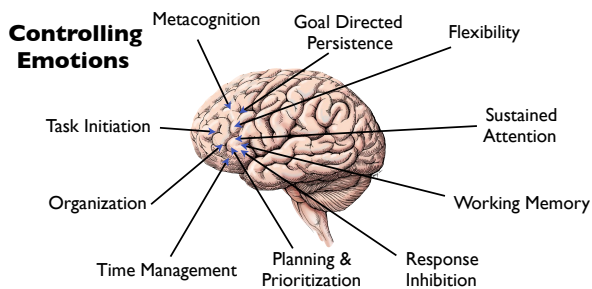 Controlling
Emotions
Metacognition
Goal Directed
Persistence
Flexibility
Task Initiation
Sustained
Attention
Organization
Working Memory
Time Management
Planning &
Prioritization
Response
Inhibition